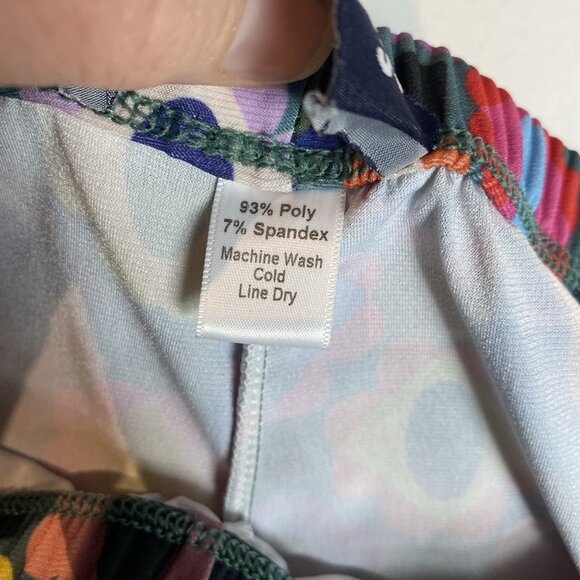 93% Poly
7% Spandex
Machine Wash
Cold
Line Dry